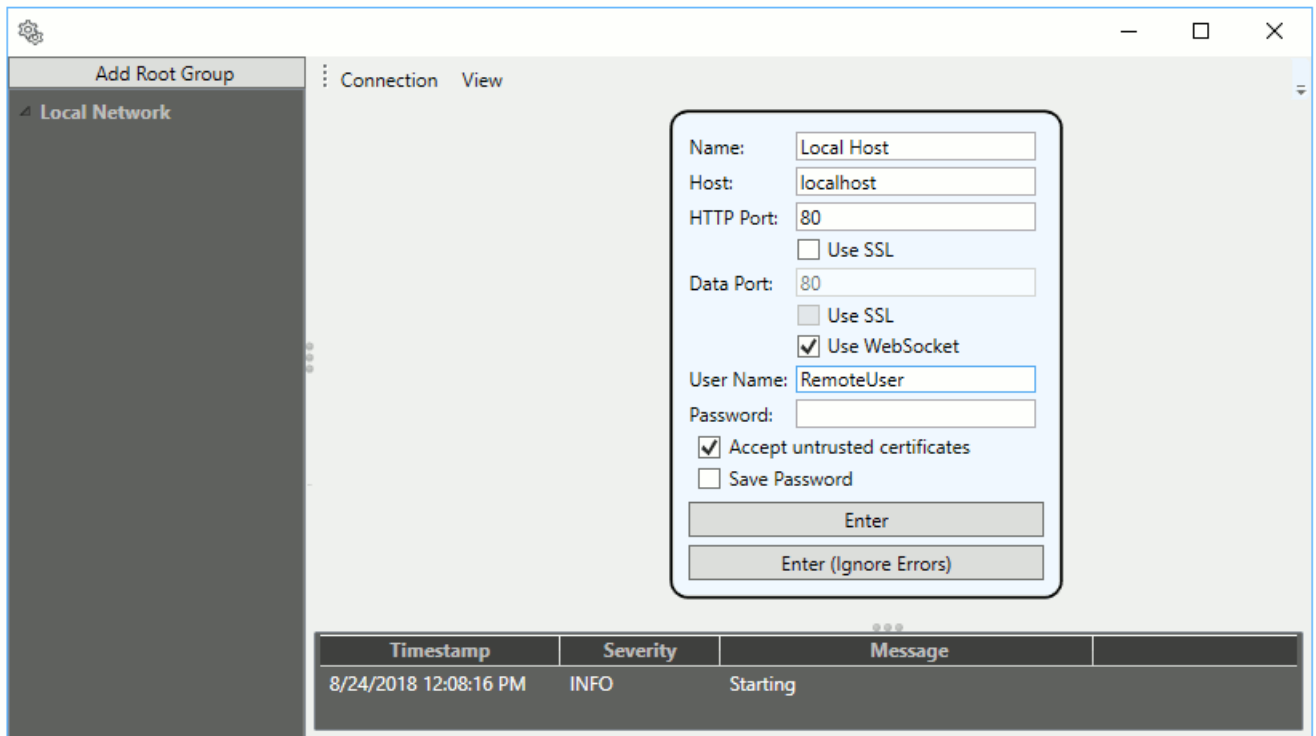 Add Root Group
Connection View
Local Network
Name: Local Host
Host: localhost
HTTP Port: 80
Use SSL
Data Port: 80
Use SSL
Use WebSocket
User Name: RemoteUser
Password:
Accept untrusted certificates
Save Password
Enter
Enter (Ignore Errors)
Timestamp Severity Message
8/24/2018 12:08:16 PM INFO Starting